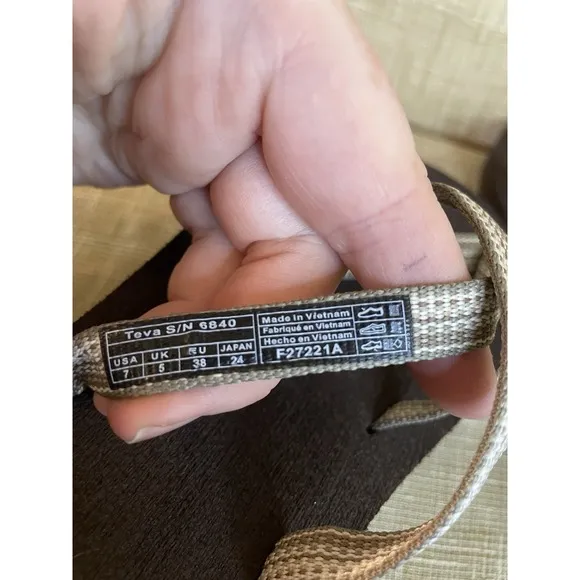 Teva S/N 6840
USA UK EU JAPAN
7 5 38 24
Made in Vietnam
Fabriqué en Vietnam
Hecho en Vietnam
F27221A